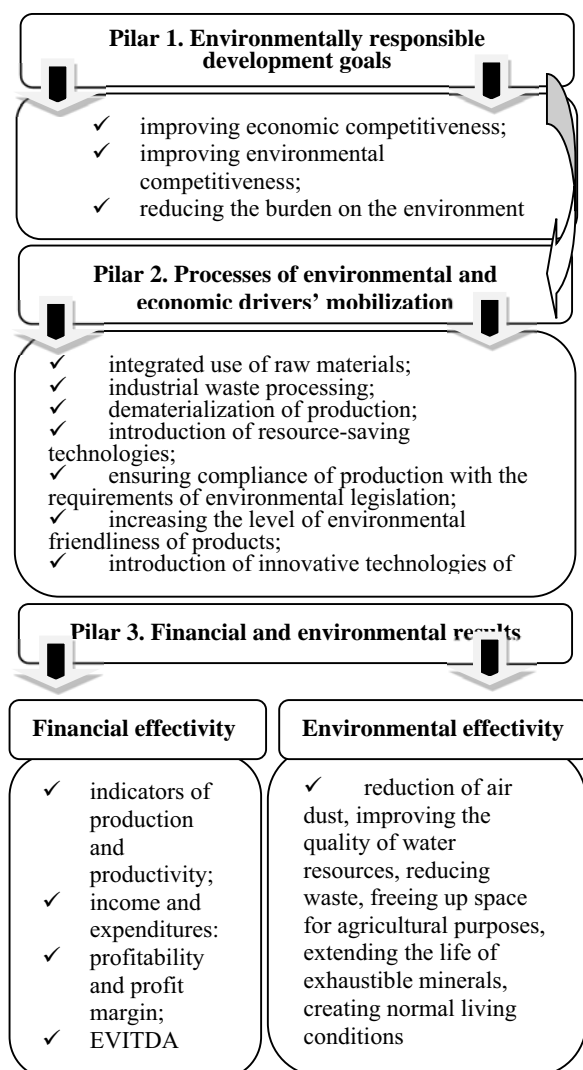 Pilar 1. Environmentally responsible
development goals
✓ improving economic competitiveness;
✓ improving environmental
competitiveness;
✓ reducing the burden on the environment
Pilar 2. Processes of environmental and
economic drivers' mobilization
✓ integrated use of raw materials;
✓ industrial waste processing;
✓ dematerialization of production;
✓ introduction of resource-saving
technologies;
✓ ensuring compliance of production with the
requirements of environmental legislation;
✓ increasing the level of environmental
friendliness of products;
✓ introduction of innovative technologies of
Pilar 3. Financial and environmental results
Financial effectivity
✓ indicators of
production
and
productivity;
✓ income and
expenditures:
✓ profitability
and profit
margin;
✓ EVITDA
Environmental effectivity
✓ reduction of air
dust, improving the
quality of water
resources, reducing
waste, freeing up space
for agricultural purposes,
extending the life of
exhaustible minerals,
creating normal living
conditions